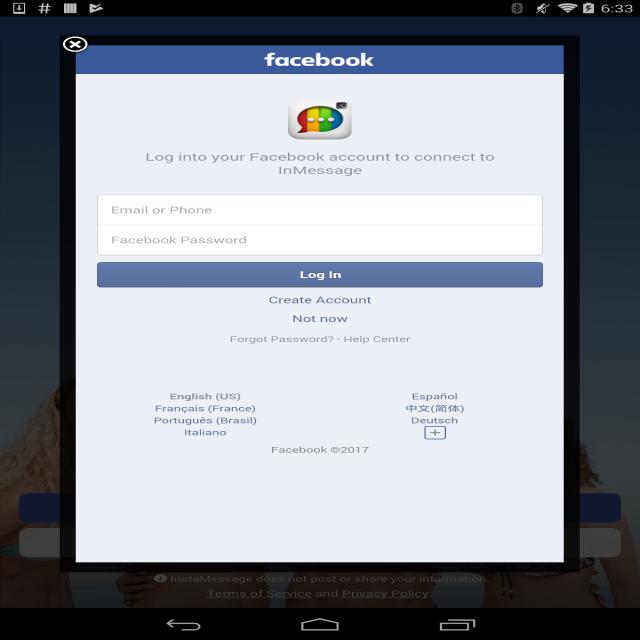 6:33
facebook
Log into your Facebook account to connect to
InMessage
Email or Phone
Facebook Password
Log In
Create Account
Not now
Forgot Password? · Help Center
English (US)
Español
Français (France)
中文(简体)
Português (Brasil)
Deutsch
Italiano
Facebook ©2017
InstaMessage does not post or share your information.
Terms of Service and Privacy Policy.